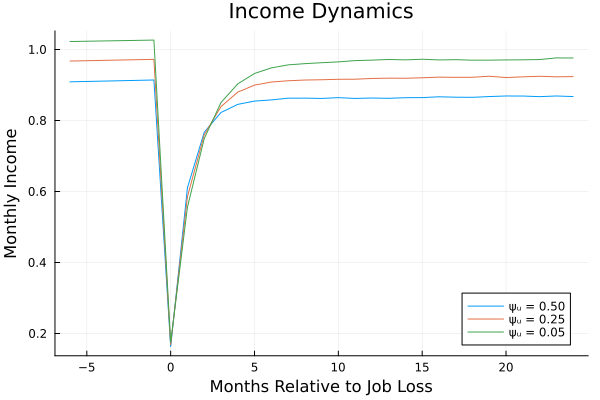 Income Dynamics
Monthly Income
1.0
0.8
0.6
0.4
0.2
−5
0
5
10
15
20
Months Relative to Job Loss
ψᵤ = 0.50
ψᵤ = 0.25
ψᵤ = 0.05